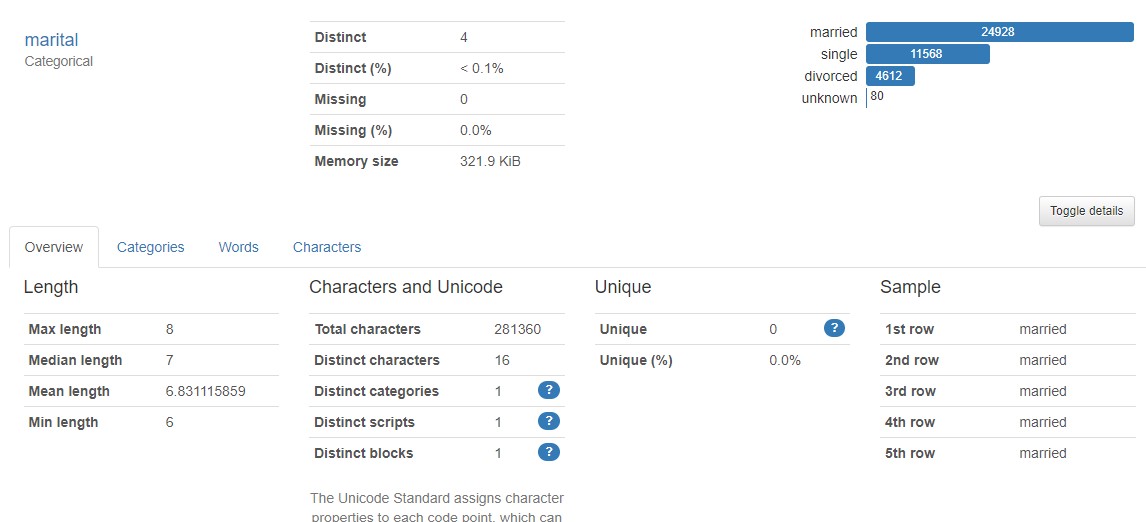 marital
Categorical
Distinct 4
Distinct (%) < 0.1%
Missing 0
Missing (%) 0.0%
Memory size 321.9 KiB
married 24928
single 11568
divorced 4612
unknown 80
Toggle details
Overview Categories Words Characters
Length
Max length 8
Median length 7
Mean length 6.831115859
Min length 6
Characters and Unicode
Total characters 281360
Distinct characters 16
Distinct categories 1 ?
Distinct scripts 1 ?
Distinct blocks 1 ?
The Unicode Standard assigns character
properties to each code point, which can
Unique
Unique 0 ?
Unique (%) 0.0%
Sample
1st row married
2nd row married
3rd row married
4th row married
5th row married